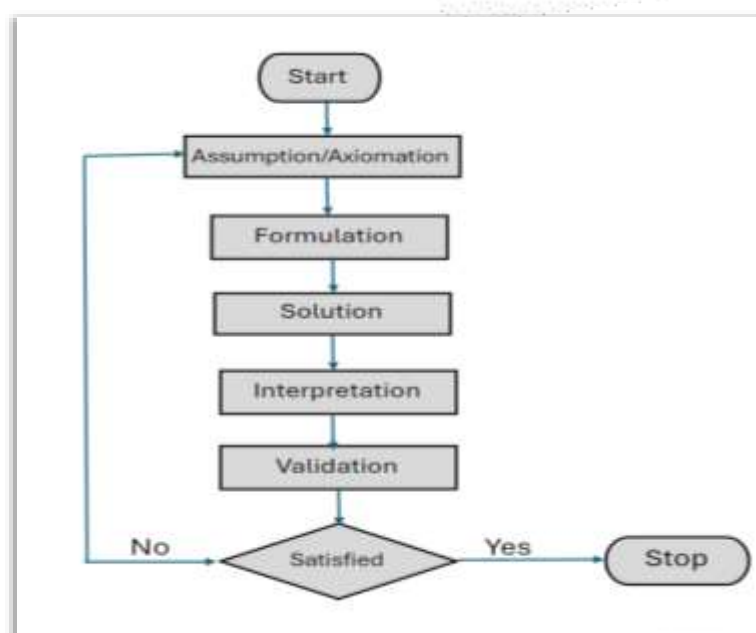 Start
Assumption/Axiomation
Formulation
Solution
Interpretation
Validation
No
Satisfied
Yes
Stop